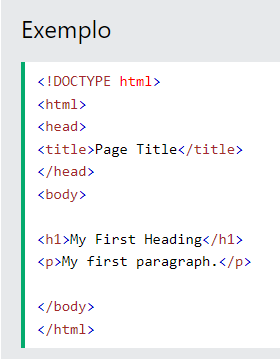 Exemplo
<!DOCTYPE html>
<html>
<head>
<title>Page Title</title>
</head>
<body>
<h1>My First Heading</h1>
<p>My first paragraph.</p>
</body>
</html>